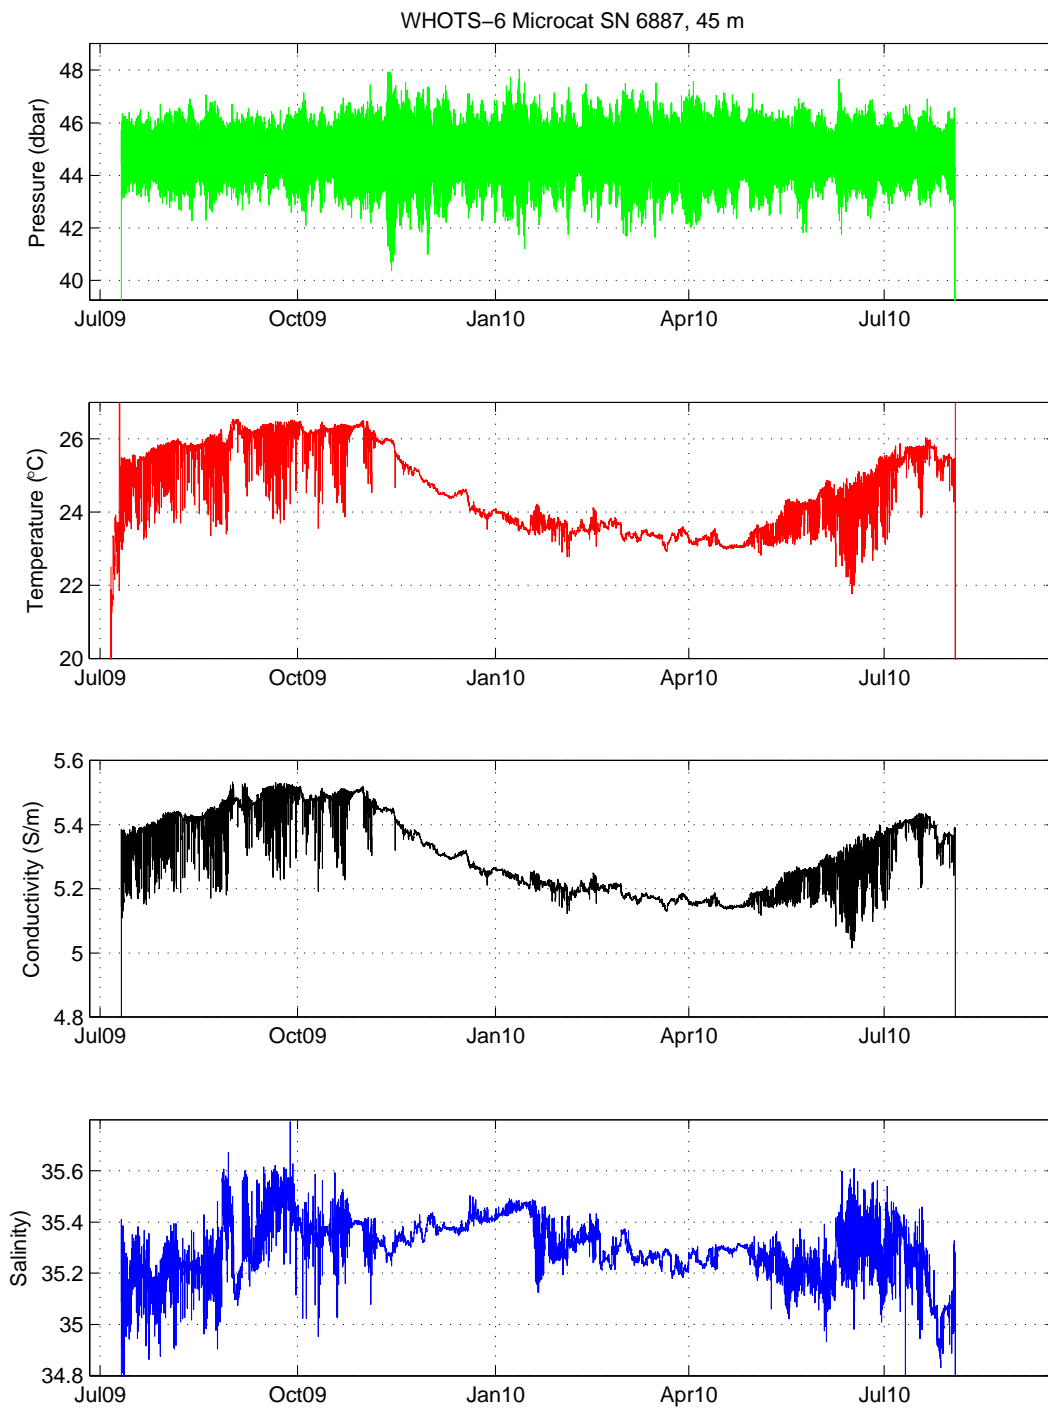 WHOTS−6 Microcat SN 6887, 45 m
48
46
44
42
40
Pressure (dbar)
Jul09 Oct09 Jan10 Apr10 Jul10
26
24
22
20
Temperature (°C)
Jul09 Oct09 Jan10 Apr10 Jul10
5.6
5.4
5.2
5
4.8
Conductivity (S/m)
Jul09 Oct09 Jan10 Apr10 Jul10
35.6
35.4
35.2
35
34.8
Salinity)
Jul09 Oct09 Jan10 Apr10 Jul10